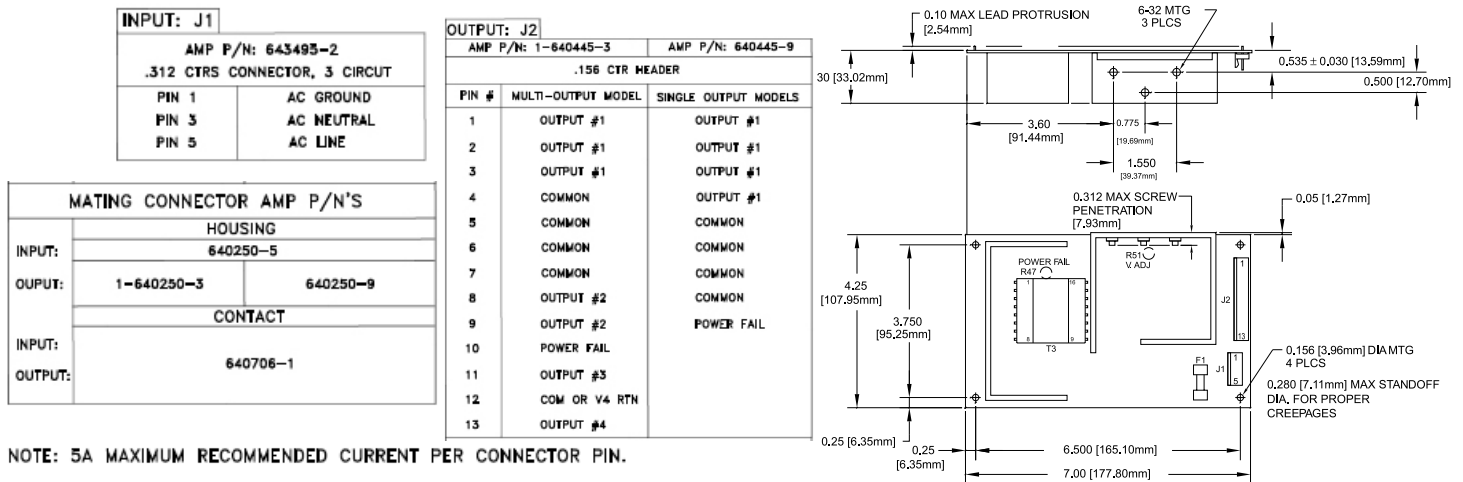 INPUT: J1
AMP P/N: 643495-2
.312 CTRS CONNECTOR, 3 CIRCUT
PIN 1 AC GROUND
PIN 3 AC NEUTRAL
PIN 5 AC LINE
MATING CONNECTOR AMP P/N'S
HOUSING
INPUT: 640250-5
OUPUT: 1-640250-3 640250-9
CONTACT
INPUT:
640706-1
OUTPUT:
OUTPUT: J2
AMP P/N: 1-640445-3 AMP P/N: 640445-9
.156 CTR HEADER
PIN # MULTI-OUTPUT MODEL SINGLE OUTPUT MODELS
1 OUTPUT #1 OUTPUT #1
2 OUTPUT #1 OUTPUT #1
3 OUTPUT #1 OUTPUT #1
4 COMMON OUTPUT #1
5 COMMON COMMON
6 COMMON COMMON
7 COMMON COMMON
8 OUTPUT #2 COMMON
9 OUTPUT #2 POWER FAIL
10 POWER FAIL
11 OUTPUT #3
12 COM OR V4 RTN
13 OUTPUT #4
NOTE: 5A MAXIMUM RECOMMENDED CURRENT PER CONNECTOR PIN.
0.10 MAX LEAD PROTRUSION
[2.54mm]
6-32 MTG
3 PLCS
30 [33.02mm]
0.535 ± 0.030 [13.59mm]
0.500 [12.70mm]
3.60
[91.44mm]
0.775
[19.69mm]
1.550
[39.37mm]
0.312 MAX SCREW
PENETRATION
[7.93mm]
0.05 [1.27mm]
POWER FAIL
R47
1 16
8 9
T3
R51
V. ADJ
1
J2
13
F1
J1
1
5
4.25
[107.95mm]
3.750
[95.25mm]
0.156 [3.96mm] DIA MTG
4 PLCS
0.280 [7.11mm] MAX STANDOFF
DIA. FOR PROPER
CREEPAGES
0.25 [6.35mm]
0.25
[6.35mm]
6.500 [165.10mm]
7.00 [177.80mm]